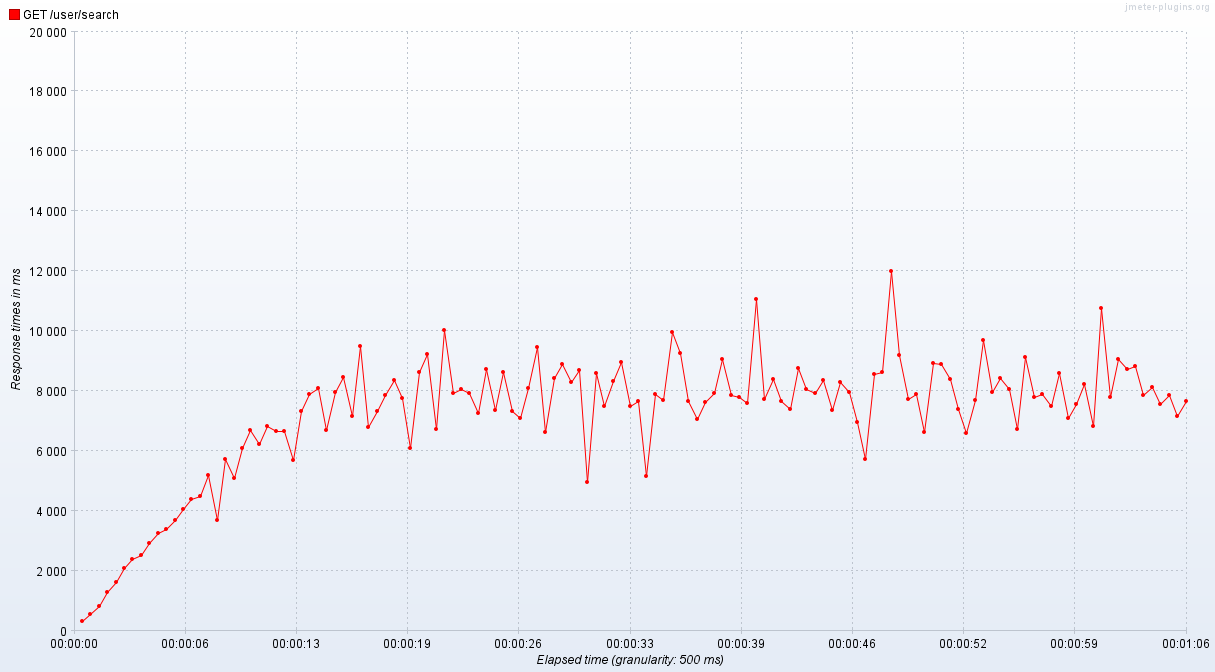 GET /user/search
jmeter-plugins.org
20 000
18 000
16 000
14 000
12 000
10 000
8 000
6 000
4 000
2 000
0
Response times in ms
00:00:00 00:00:06 00:00:13 00:00:19 00:00:26 00:00:33 00:00:39 00:00:46 00:00:52 00:00:59 00:01:06
Elapsed time (granularity: 500 ms)